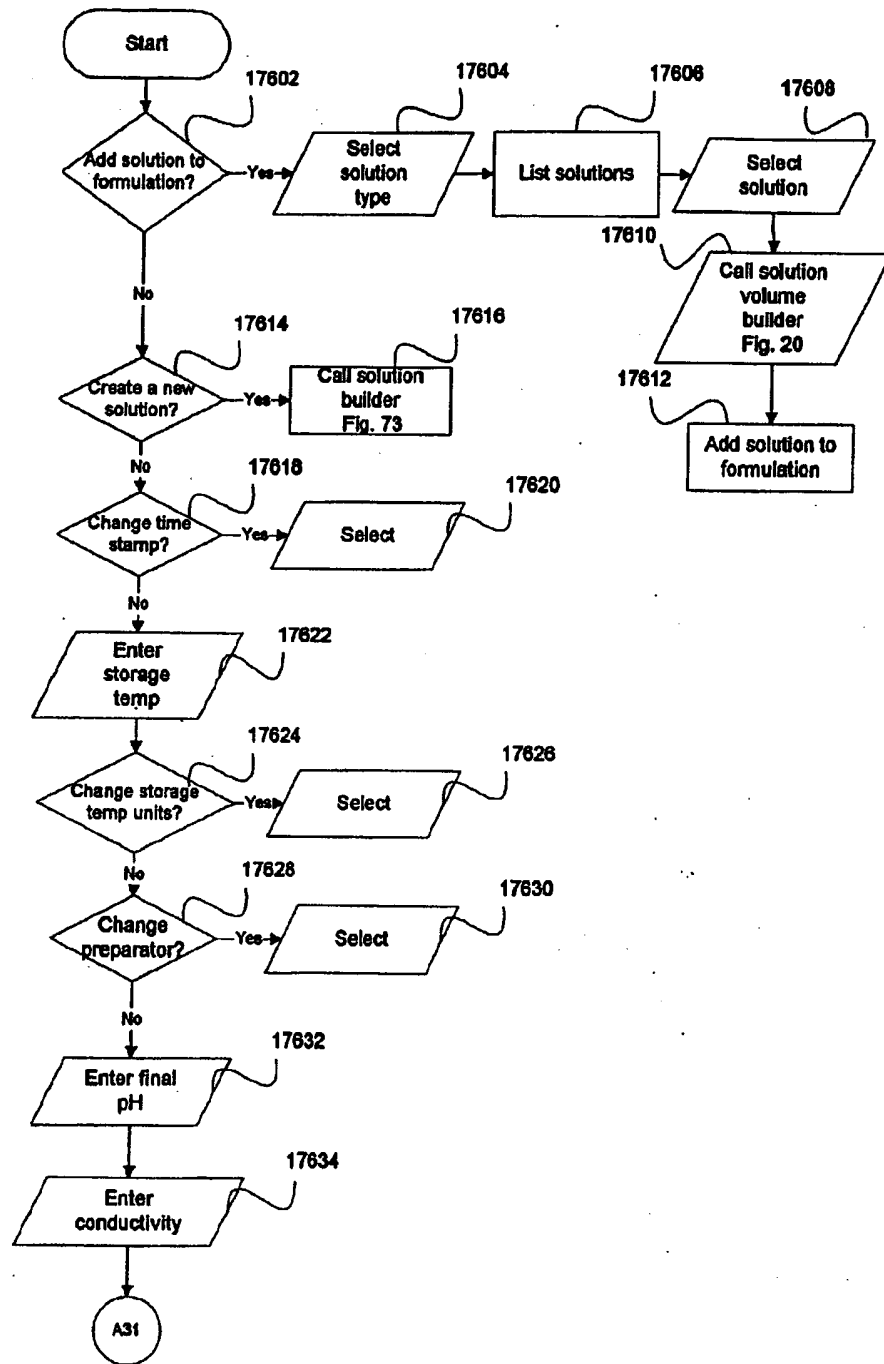 Start
17602
17604
17606
17608
Add solution to
formulation?
Yes
Select
solution
type
List solutions
Select
solution
17610
Call solution
volume
builder
Fig. 20
No
17612
Add solution to
formulation
17614
17616
Create a new
solution?
Yes
Call solution
builder
Fig. 73
No
17618
17620
Change time
stamp?
Yes
Select
No
17622
Enter
storage
temp
17624
17626
Change storage
temp units?
Yes
Select
No
17628
17630
Change
preparator?
Yes
Select
No
17632
Enter final
pH
17634
Enter
conductivity
A31